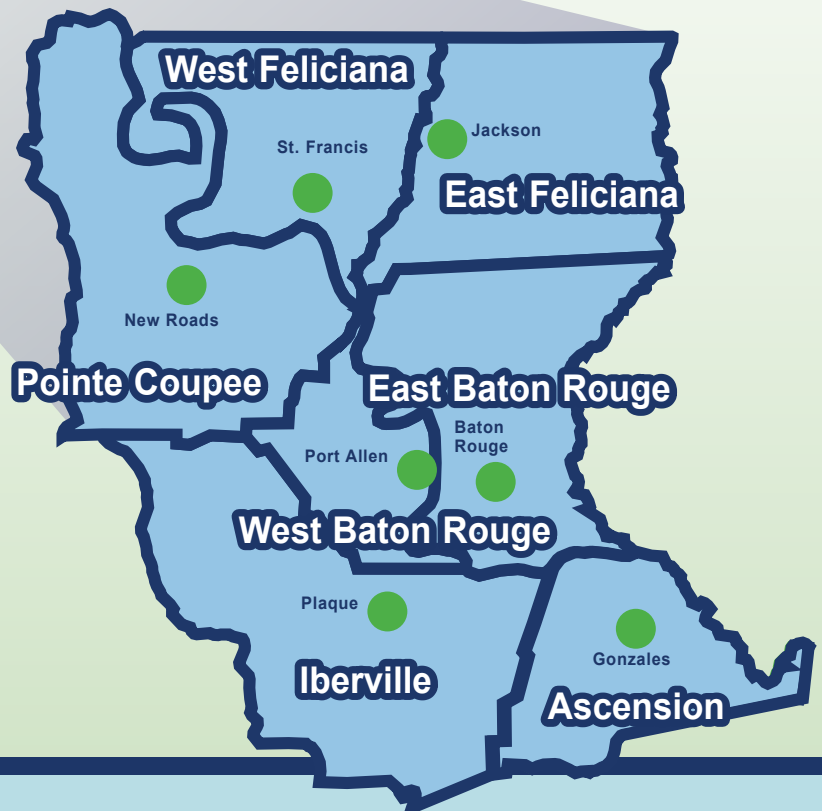 West Feliciana
Jackson
St. Francis
East Feliciana
New Roads
Pointe Coupee
East Baton Rouge
Baton
Rouge
Port Allen
West Baton Rouge
Plaque
Gonzales
Iberville
Ascension